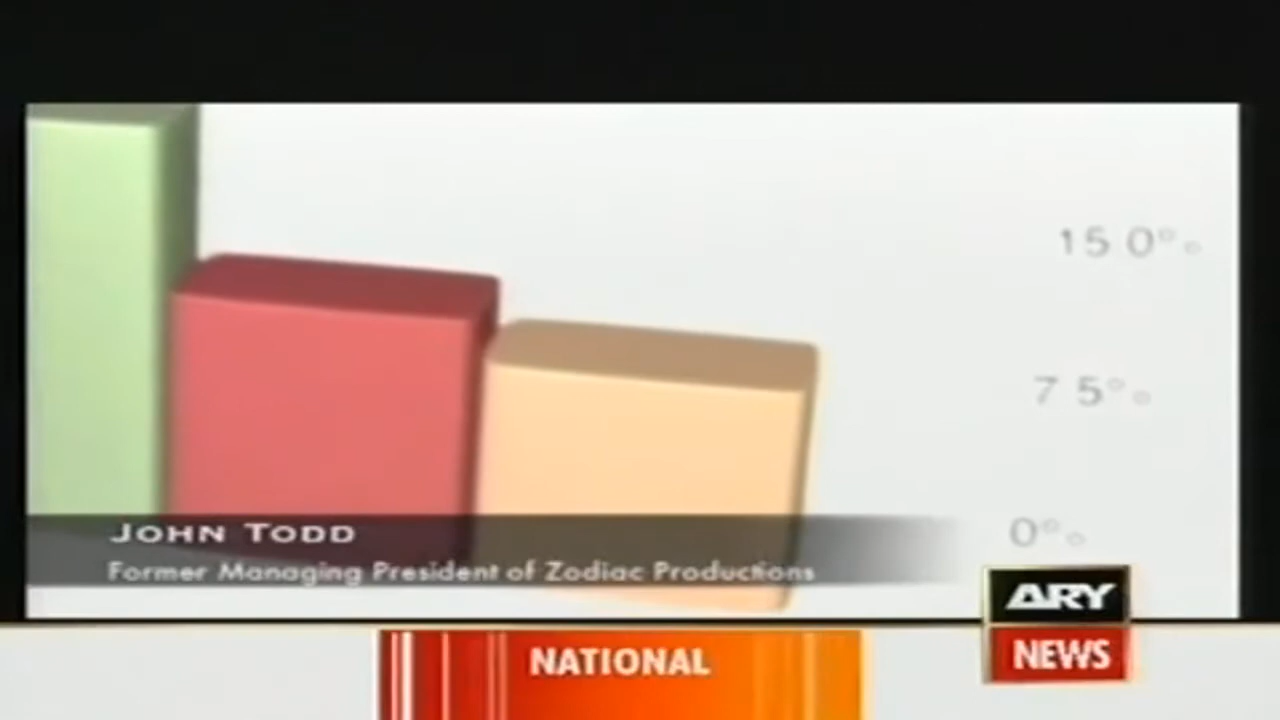 15 0%
7 5%
0%
JOHN TODD
Former Managing President of Zodiac Productions
ARY
NEWS
NATIONAL